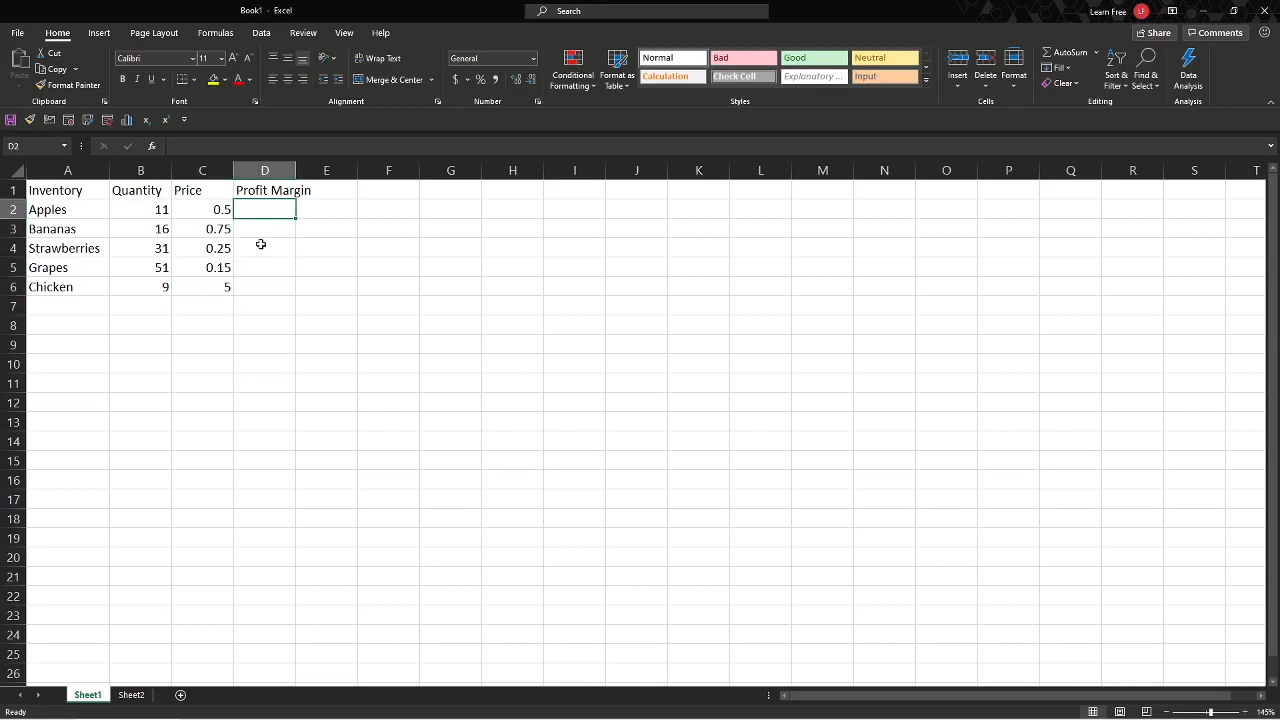 Book1 - Excel
Search
Learn Free LF
File Home Insert Page Layout Formulas Data Review View Help
Share Comments
Cut
Copy
Format Painter
Paste
Clipboard
Calibri 11 A A
B I U A
Font
ab
Wrap Text
Merge & Center
Alignment
General
$ % ,
Number
Conditional Formatting
Format as Table
Normal Bad Good Neutral
Calculation Check Cell Explanatory ... Input
Styles
Insert Delete Format
Cells
AutoSum
Fill
Clear
Sort & Filter
Find & Select
Editing
Data Analysis
Analysis
D2 fx
A B C D E F G H I J K L M N O P Q R S T
1 Inventory Quantity Price Profit Margin
2 Apples 11 0.5
3 Bananas 16 0.75
4 Strawberries 31 0.25
5 Grapes 51 0.15
6 Chicken 9 5
7
8
9
10
11
12
13
14
15
16
17
18
19
20
21
22
23
24
25
26
Sheet1 Sheet2
Ready 145%